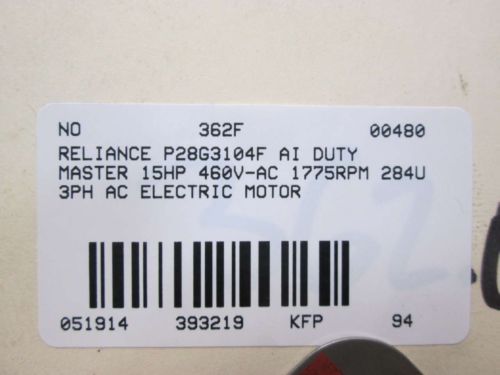 NO 362F 00480
RELIANCE P28G3104F AI DUTY
MASTER 15HP 460V-AC 1775RPM 284U
3PH AC ELECTRIC MOTOR
051914 393219 KFP 94